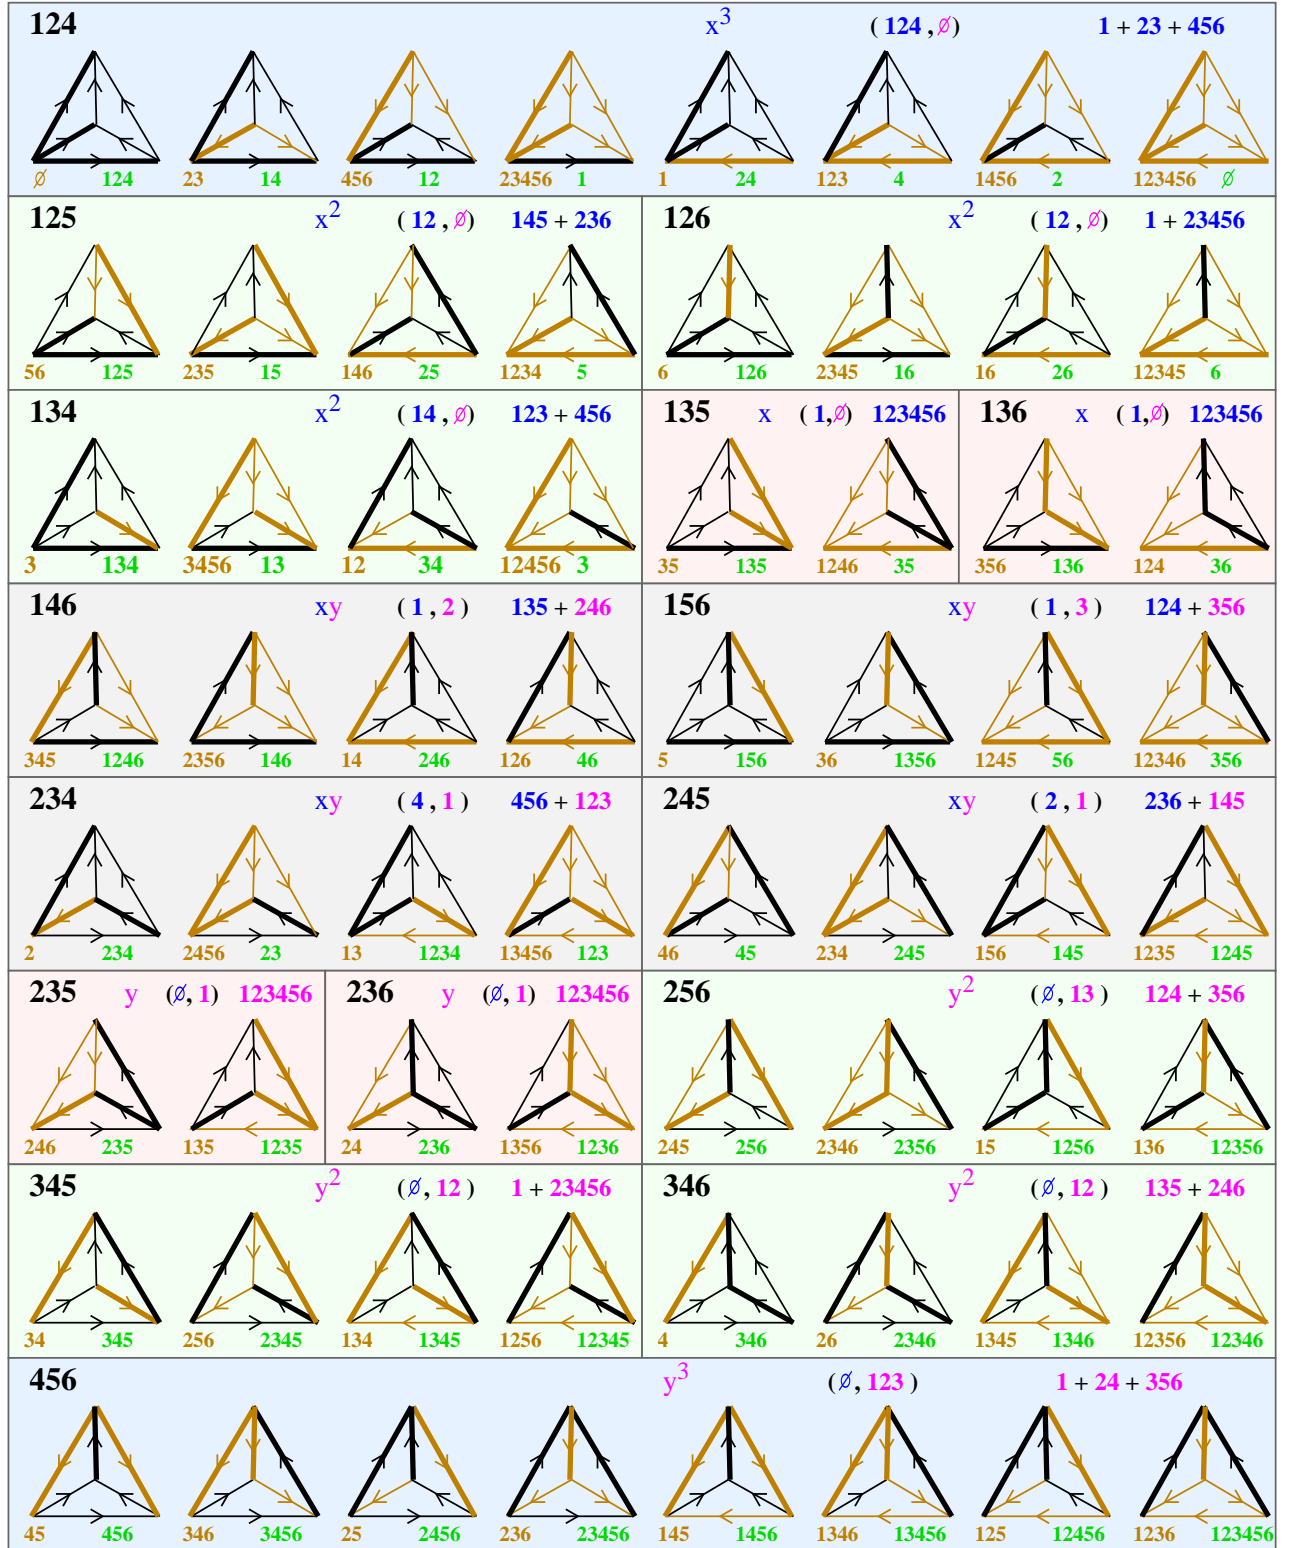 124 x³ ( 124 , ∅) 1 + 23 + 456
∅ 124 23 14 456 12 23456 1 1 24 123 4 1456 2 123456 ∅
125 x² ( 12 , ∅) 145 + 236 126 x² ( 12 , ∅) 1 + 23456
56 125 235 15 146 25 1234 5 6 126 2345 16 16 26 12345 6
134 x² ( 14 , ∅) 123 + 456 135 x ( 1,∅) 123456 136 x ( 1,∅) 123456
3 134 3456 13 12 34 12456 3 35 135 1246 35 356 136 124 36
146 xy ( 1 , 2 ) 135 + 246 156 xy ( 1 , 3 ) 124 + 356
345 1246 2356 146 14 246 126 46 5 156 36 1356 1245 56 12346 356
234 xy ( 4 , 1 ) 456 + 123 245 xy ( 2 , 1 ) 236 + 145
2 234 2456 23 13 1234 13456 123 46 45 234 245 156 145 1235 1245
235 y (∅, 1) 123456 236 y (∅, 1) 123456 256 y² (∅, 13 ) 124 + 356
246 235 135 1235 24 236 1356 1236 245 256 2346 2356 15 1256 136 12356
345 y² (∅, 12 ) 1 + 23456 346 y² (∅, 12 ) 135 + 246
34 345 256 2345 134 1345 1256 12345 4 346 26 2346 1345 1346 12356 12346
456 y³ (∅, 123 ) 1 + 24 + 356
45 456 346 3456 25 2456 236 23456 145 1456 1346 13456 125 12456 1236 123456